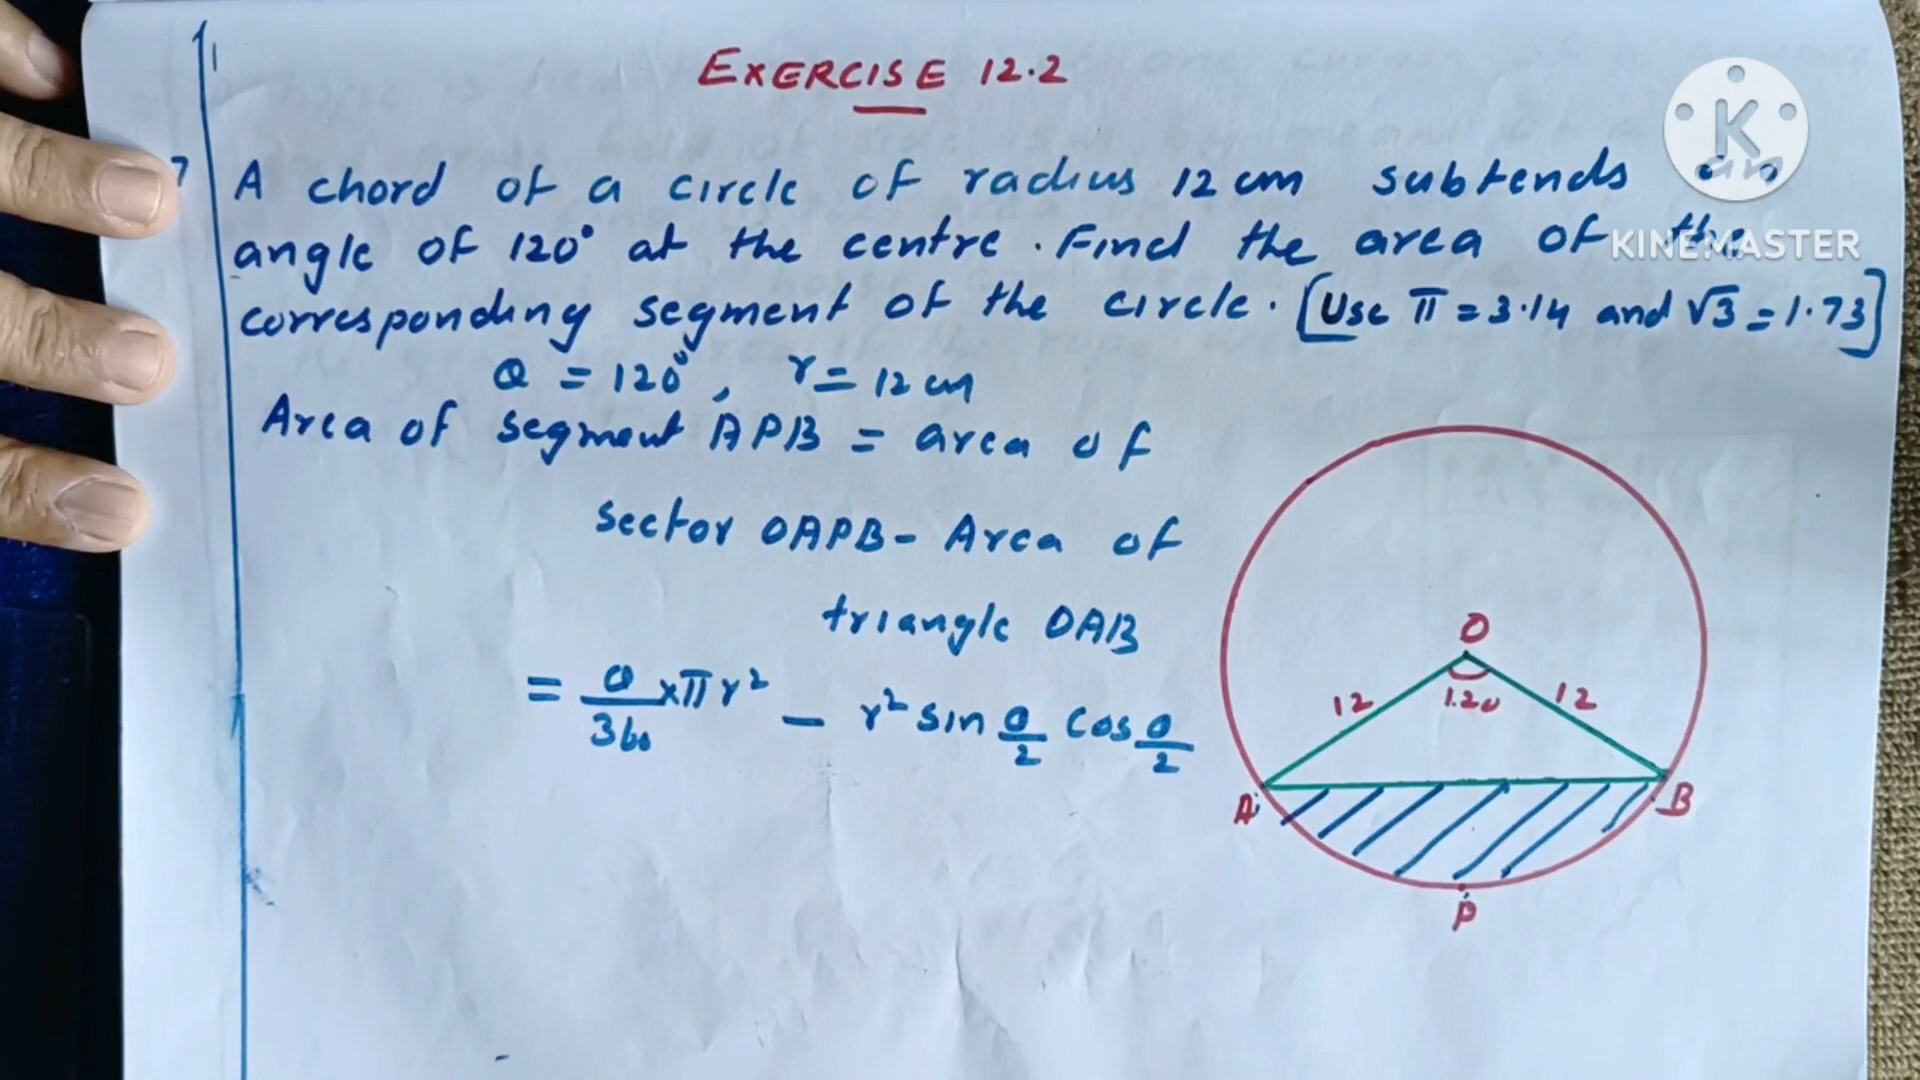 EXERCISE 12.2
K
KINEMASTER
7 A chord of a circle of radius 12 cm subtends an
angle of 120° at the centre. Find the area of the
corresponding segment of the circle. [Use π = 3.14 and √3 = 1.73]
θ = 120°, r = 12 cm
Area of segment APB = area of
sector OAPB - Area of
triangle OAB
= θ/360 × πr² - r² sin θ/2 cos θ/2
O
12 120 12
A B
P